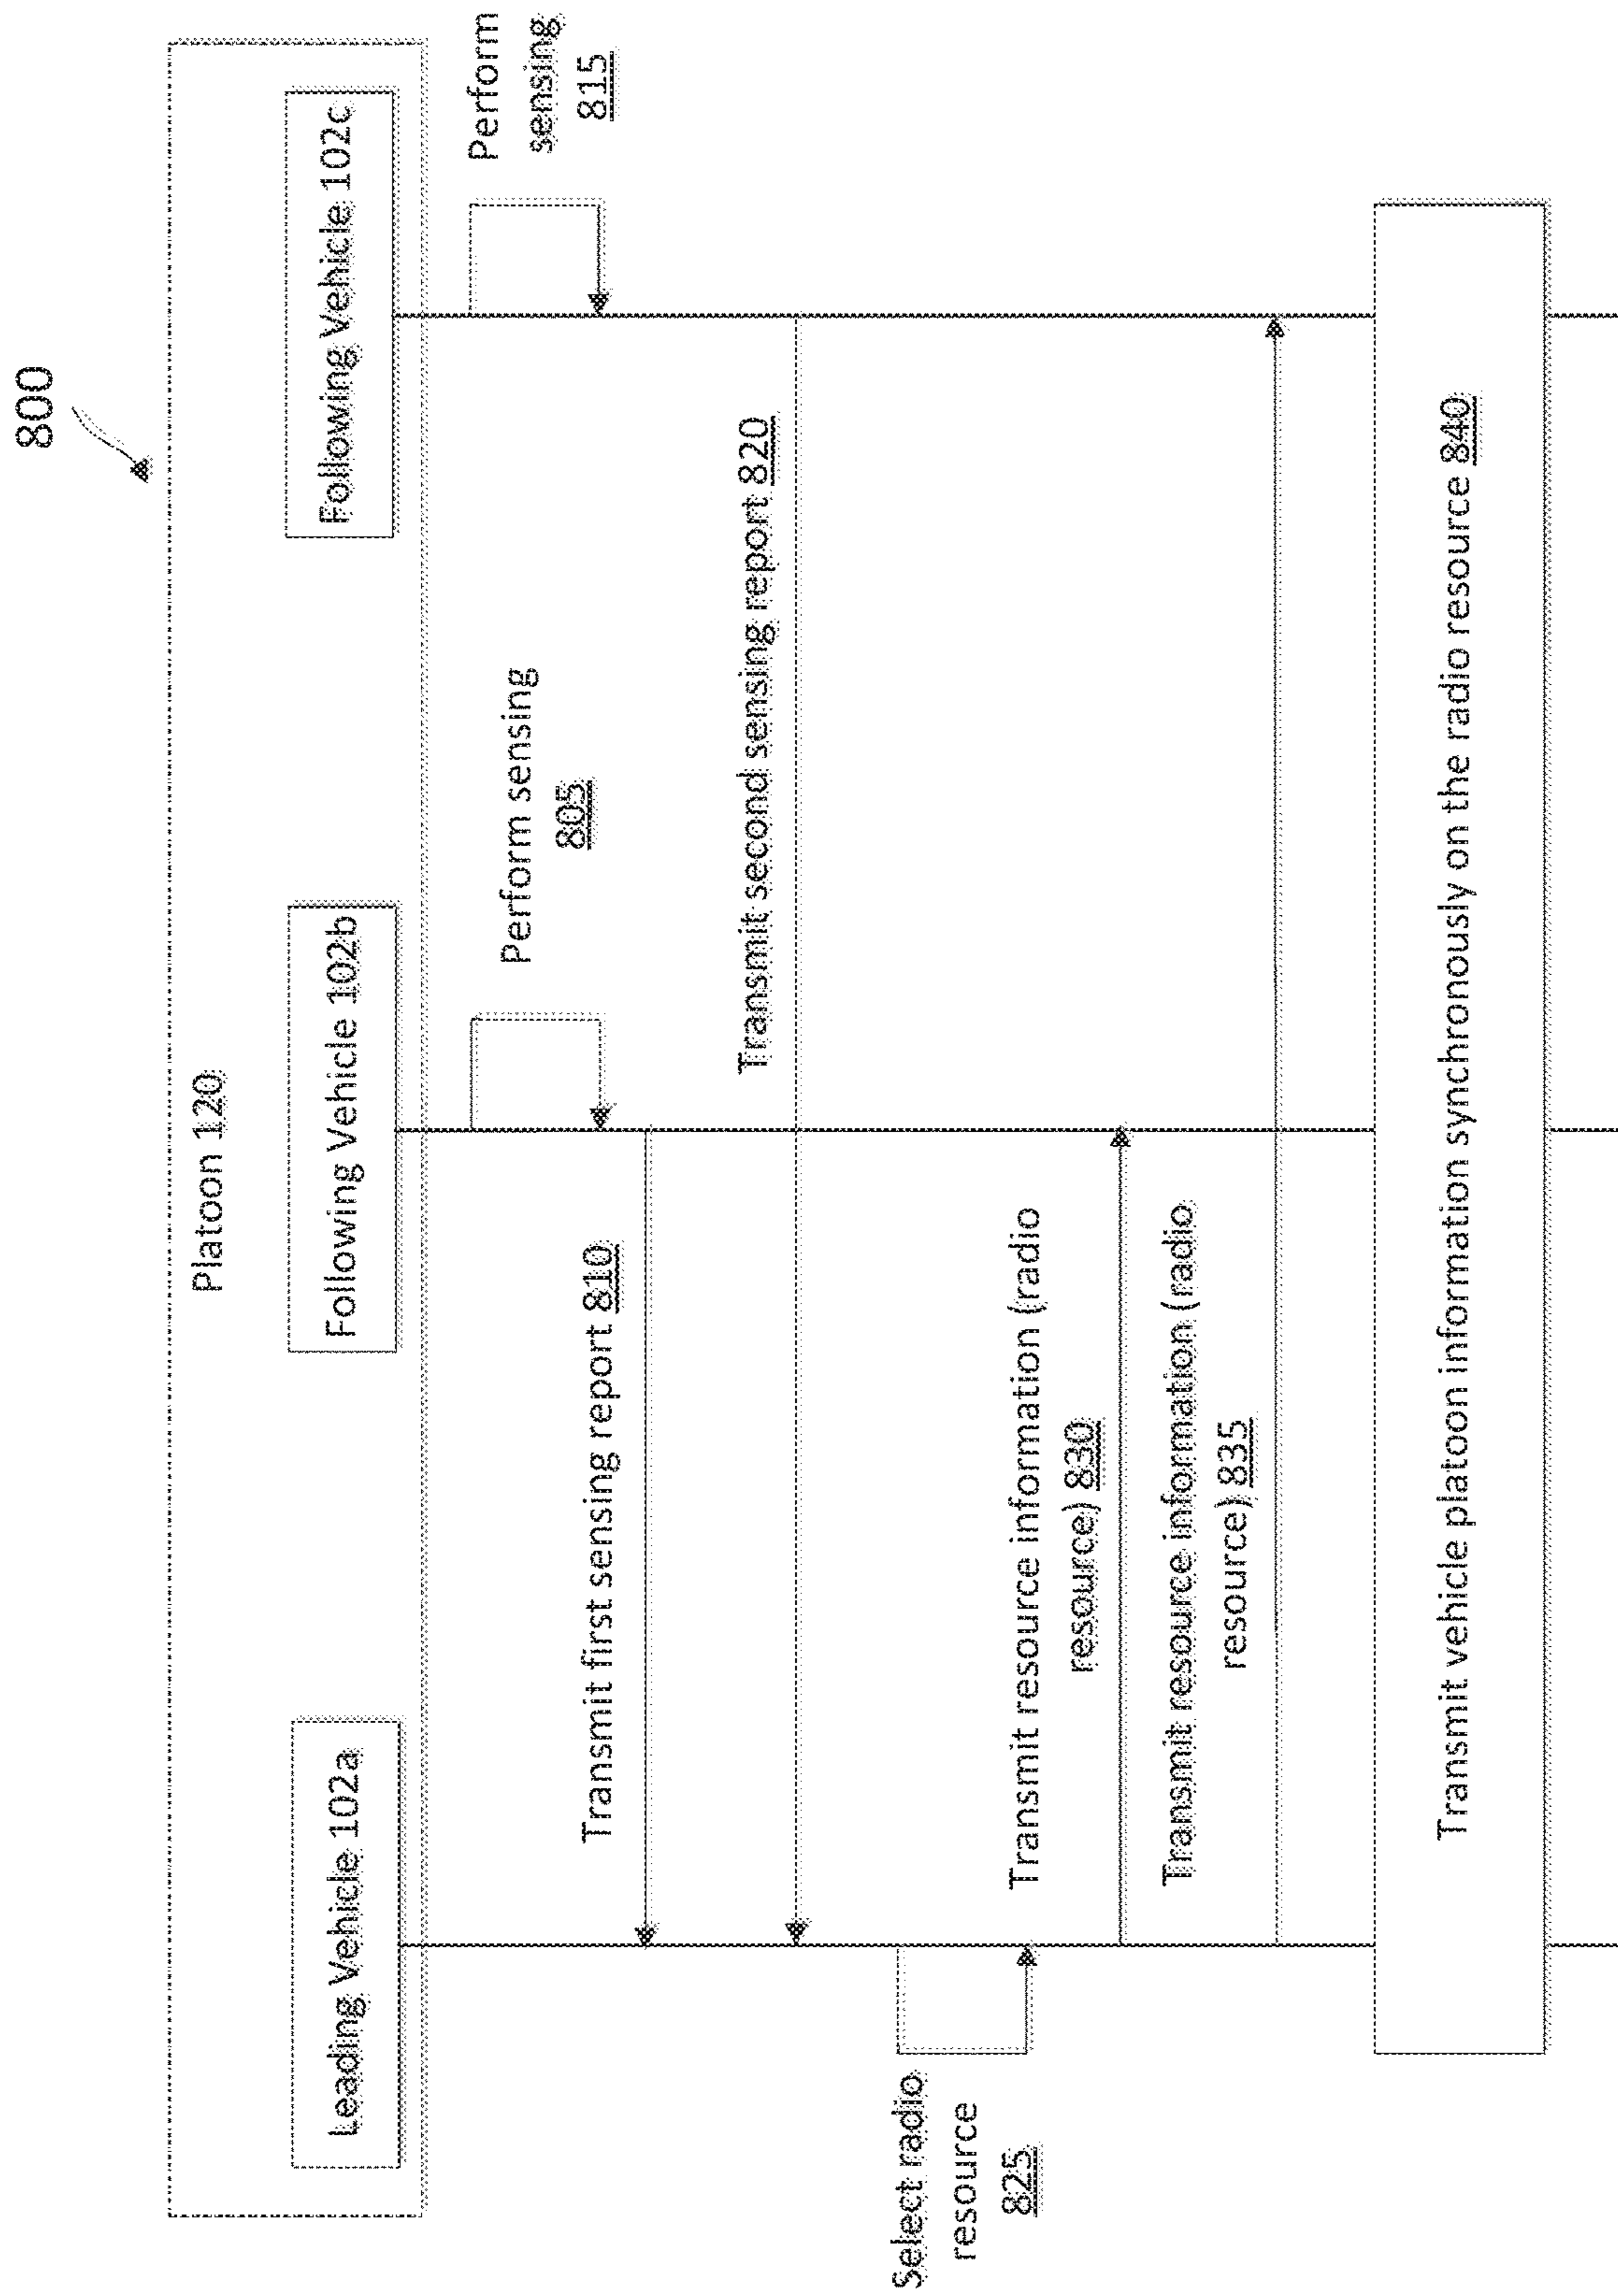 800
Platoon 120
Leading Vehicle 102a
Following Vehicle 102b
Following Vehicle 102c
Perform sensing
805
Perform
sensing
815
Transmit first sensing report 810
Transmit second sensing report 820
Select radio
resource
825
Transmit resource information (radio
resource) 830
Transmit resource information (radio
resource) 835
Transmit vehicle platoon information synchronously on the radio resource 840